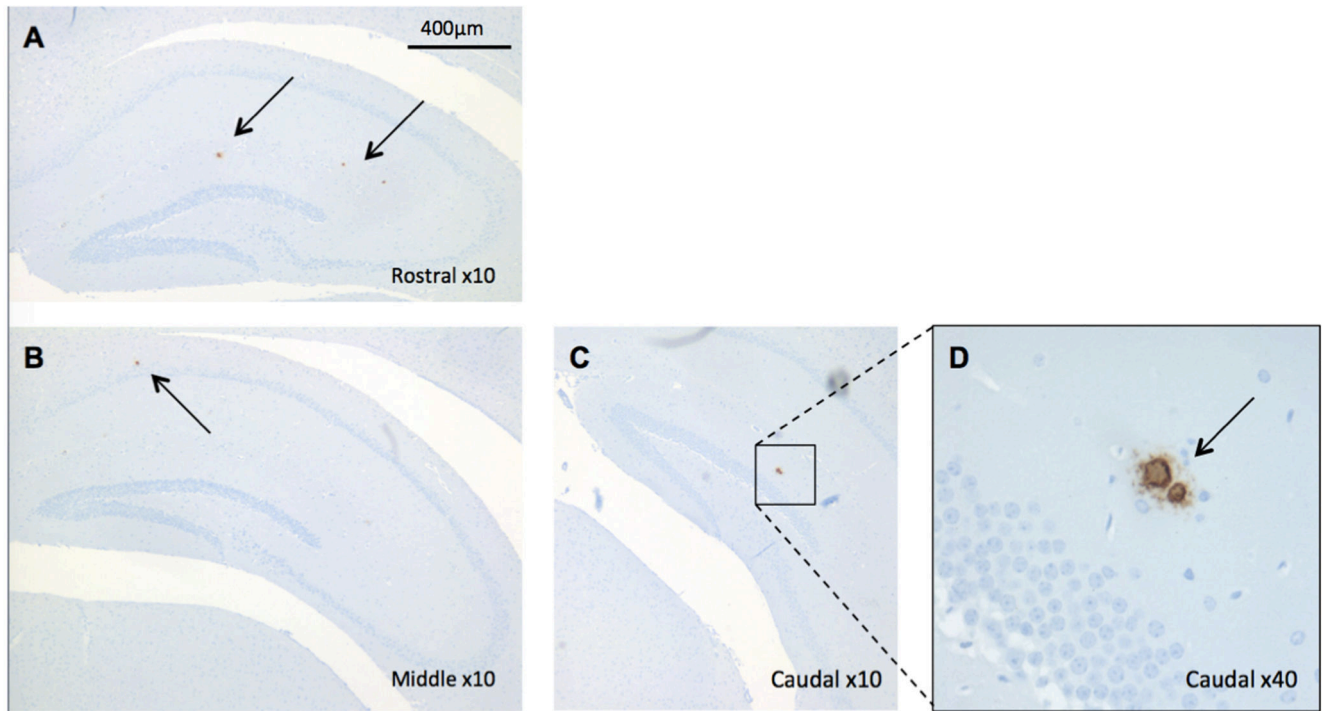 A
400μm
Rostral x10
B
Middle x10
C
Caudal x10
D
Caudal x40